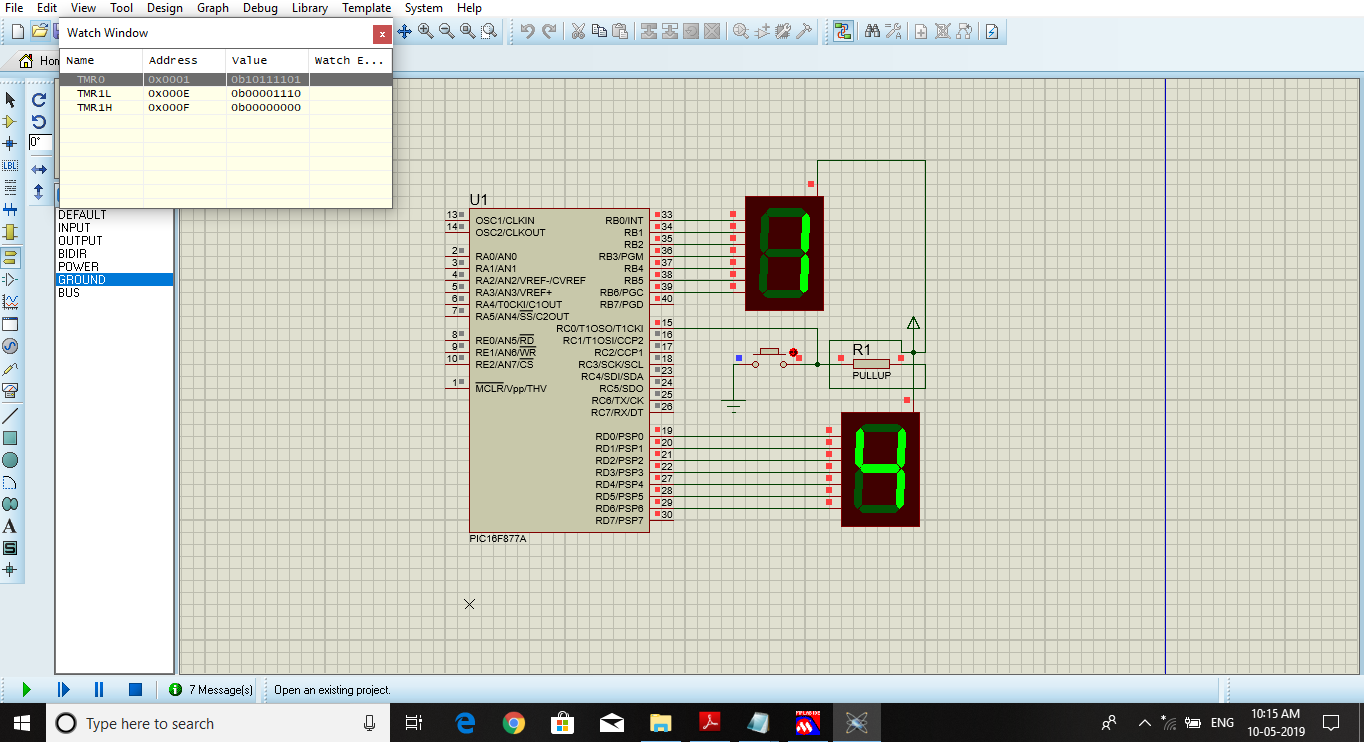 File Edit View Tool Design Graph Debug Library Template System Help
Watch Window
Name Address Value Watch E...
TMR0 0x0001 0b10111101
TMR1L 0x000E 0b00001110
TMR1H 0x000F 0b00000000
0°
LBL
A
S
DEFAULT
INPUT
OUTPUT
BIDIR
POWER
GROUND
BUS
U1
13 OSC1/CLKIN
14 OSC2/CLKOUT
2 RA0/AN0
3 RA1/AN1
4 RA2/AN2/VREF-/CVREF
5 RA3/AN3/VREF+
6 RA4/T0CKI/C1OUT
7 RA5/AN4/SS/C2OUT
8 RE0/AN5/RD
9 RE1/AN6/WR
10 RE2/AN7/CS
1 MCLR/Vpp/THV
RB0/INT 33
RB1 34
RB2 35
RB3/PGM 36
RB4 37
RB5 38
RB6/PGC 39
RB7/PGD 40
RC0/T1OSO/T1CKI 15
RC1/T1OSI/CCP2 16
RC2/CCP1 17
RC3/SCK/SCL 18
RC4/SDI/SDA 23
RC5/SDO 24
RC6/TX/CK 25
RC7/RX/DT 26
RD0/PSP0 19
RD1/PSP1 20
RD2/PSP2 21
RD3/PSP3 22
RD4/PSP4 27
RD5/PSP5 28
RD6/PSP6 29
RD7/PSP7 30
PIC16F877A
1
R1
PULLUP
4
7 Message(s) Open an existing project.
Type here to search
ENG
10:15 AM
10-05-2019